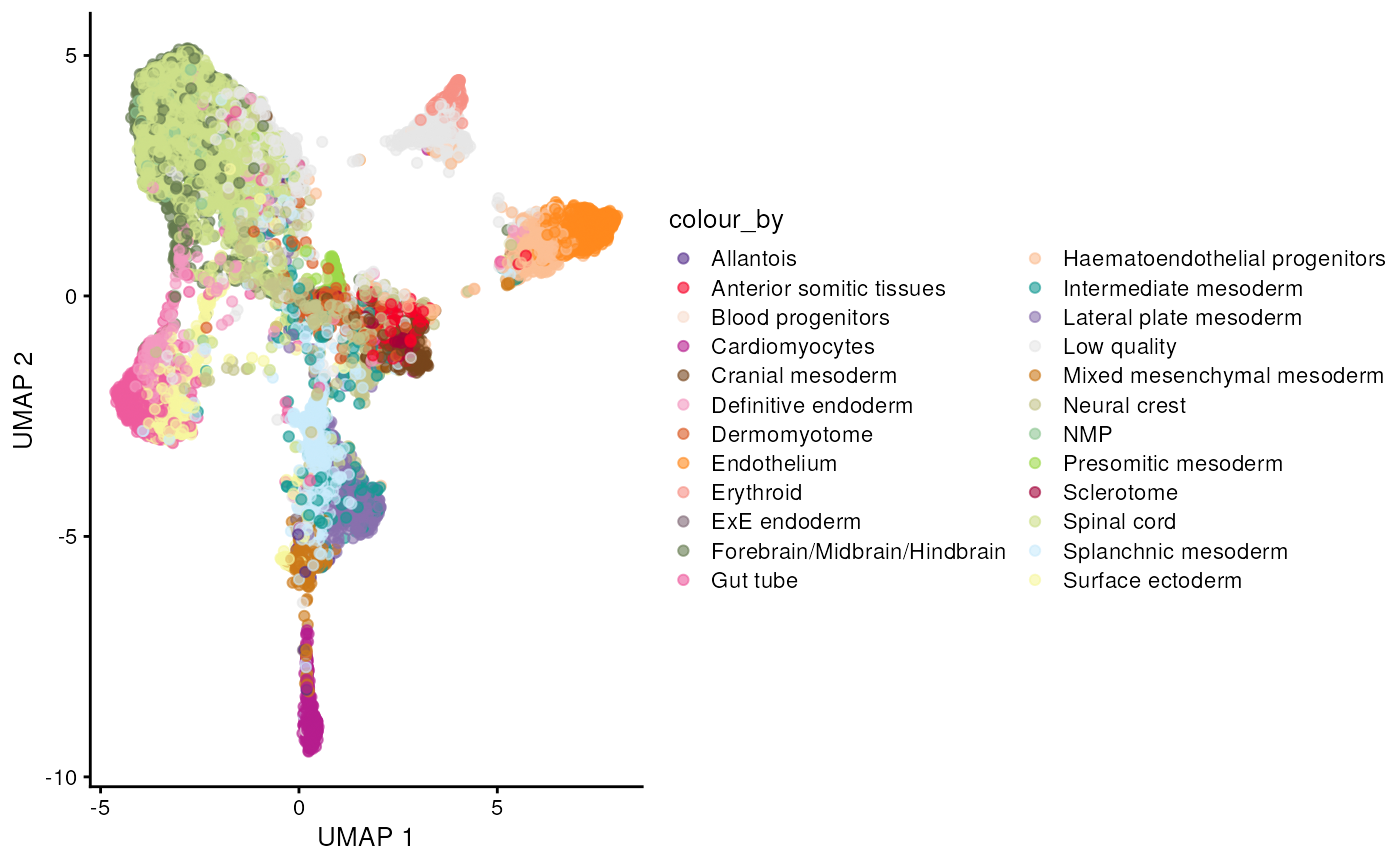 5
0
-5
-10
-5
0
5
UMAP 1
UMAP 2
colour_by
Allantois
Anterior somitic tissues
Blood progenitors
Cardiomyocytes
Cranial mesoderm
Definitive endoderm
Dermomyotome
Endothelium
Erythroid
ExE endoderm
Forebrain/Midbrain/Hindbrain
Gut tube
Haematoendothelial progenitors
Intermediate mesoderm
Lateral plate mesoderm
Low quality
Mixed mesenchymal mesoderm
Neural crest
NMP
Presomitic mesoderm
Sclerotome
Spinal cord
Splanchnic mesoderm
Surface ectoderm